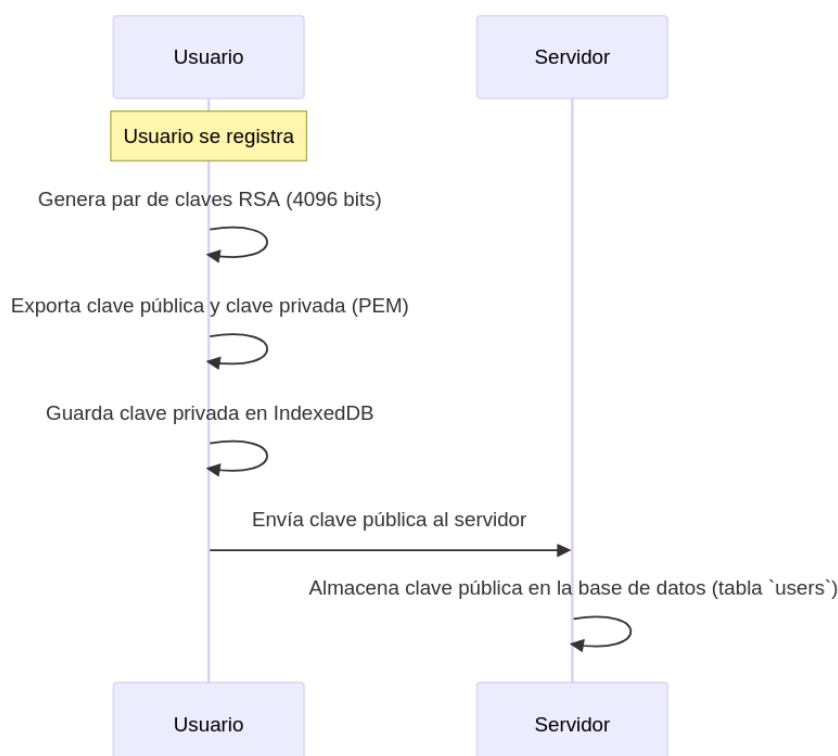 Usuario
Servidor
Usuario se registra
Genera par de claves RSA (4096 bits)
Exporta clave pública y clave privada (PEM)
Guarda clave privada en IndexedDB
Envía clave pública al servidor
Almacena clave pública en la base de datos (tabla `users`)
Usuario
Servidor